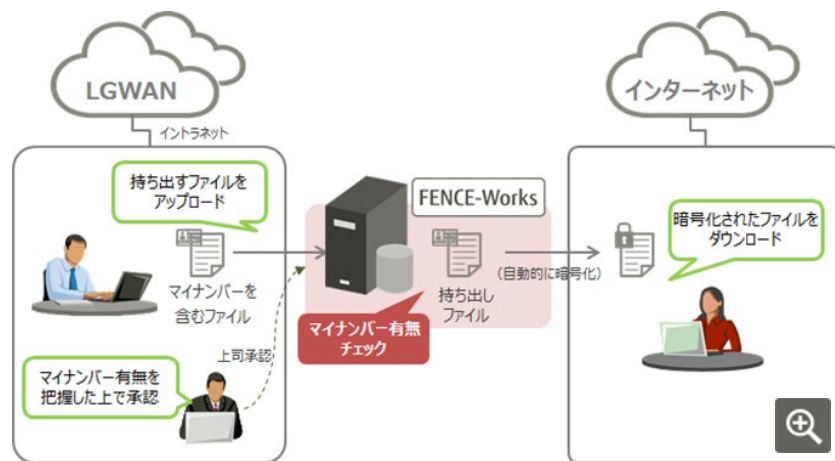 LGWAN
イントラネット
インターネット
持ち出すファイルを
アップロード
マイナンバーを
含むファイル
上司承認
マイナンバー有無を
把握した上で承認
FENCE-Works
持ち出し
ファイル
マイナンバー有無
チェック
(自動的に暗号化)
暗号化されたファイルを
ダウンロード